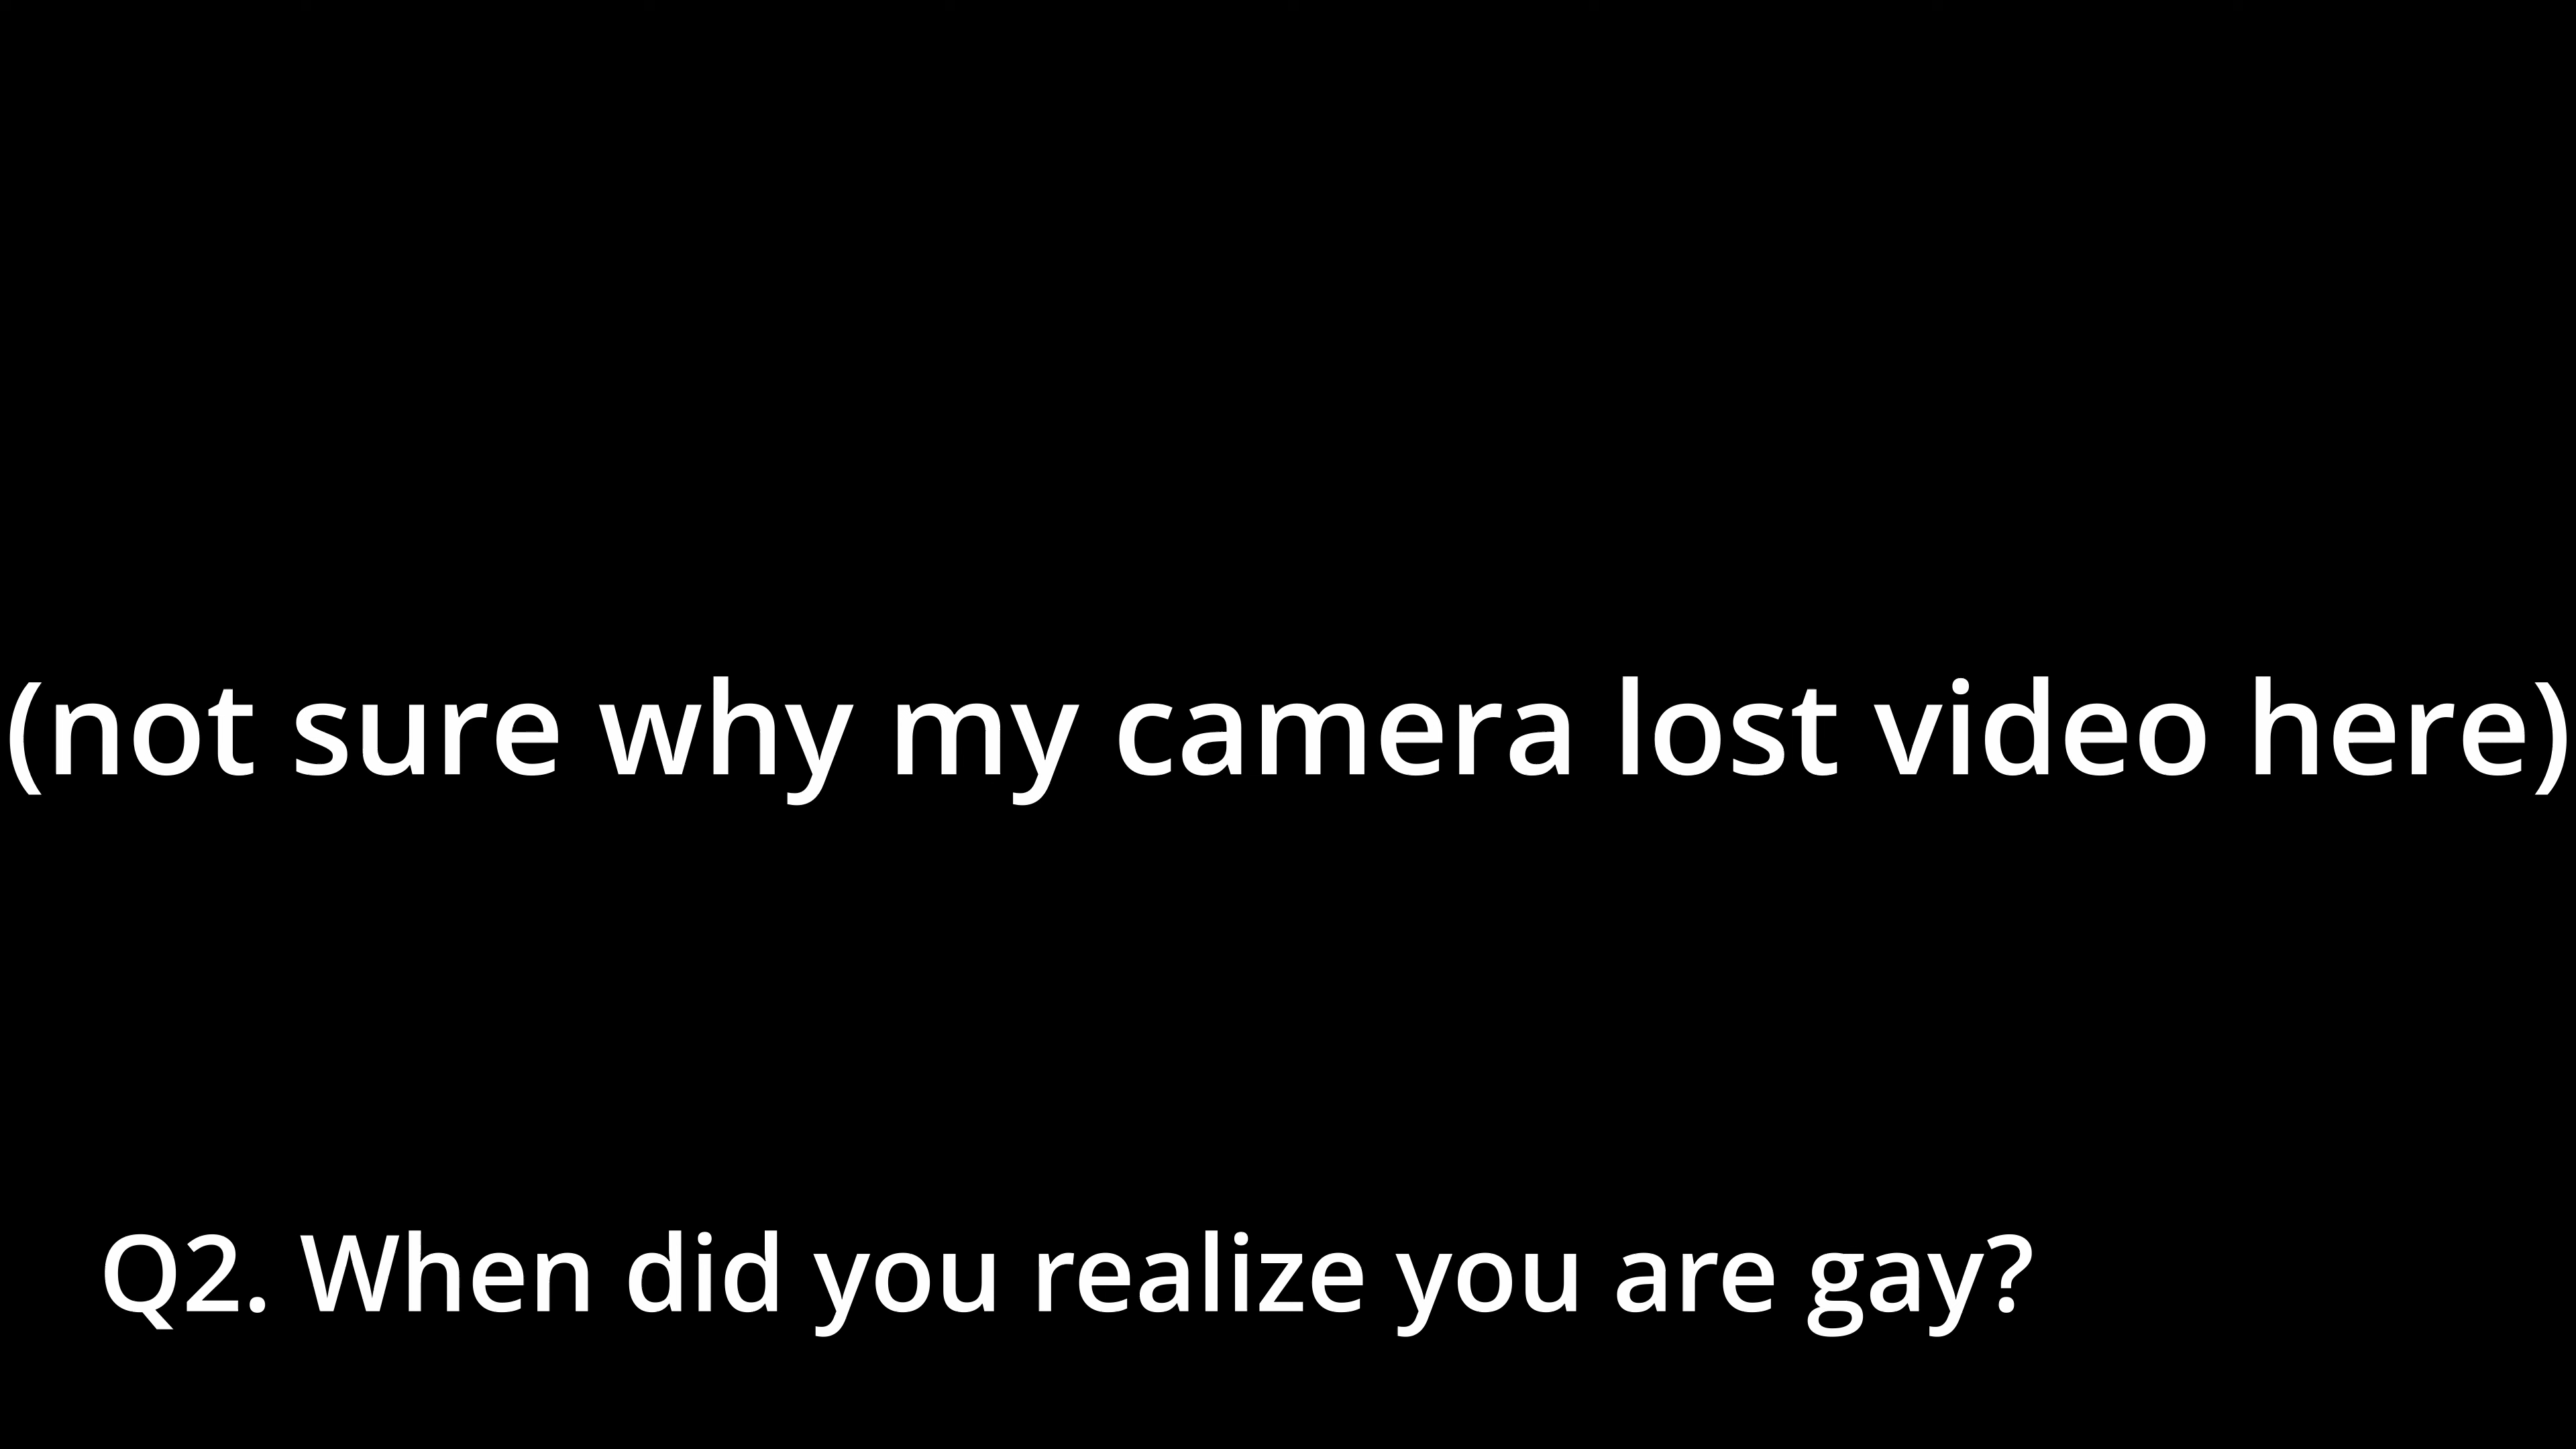 (not sure why my camera lost video here)
Q2. When did you realize you are gay?